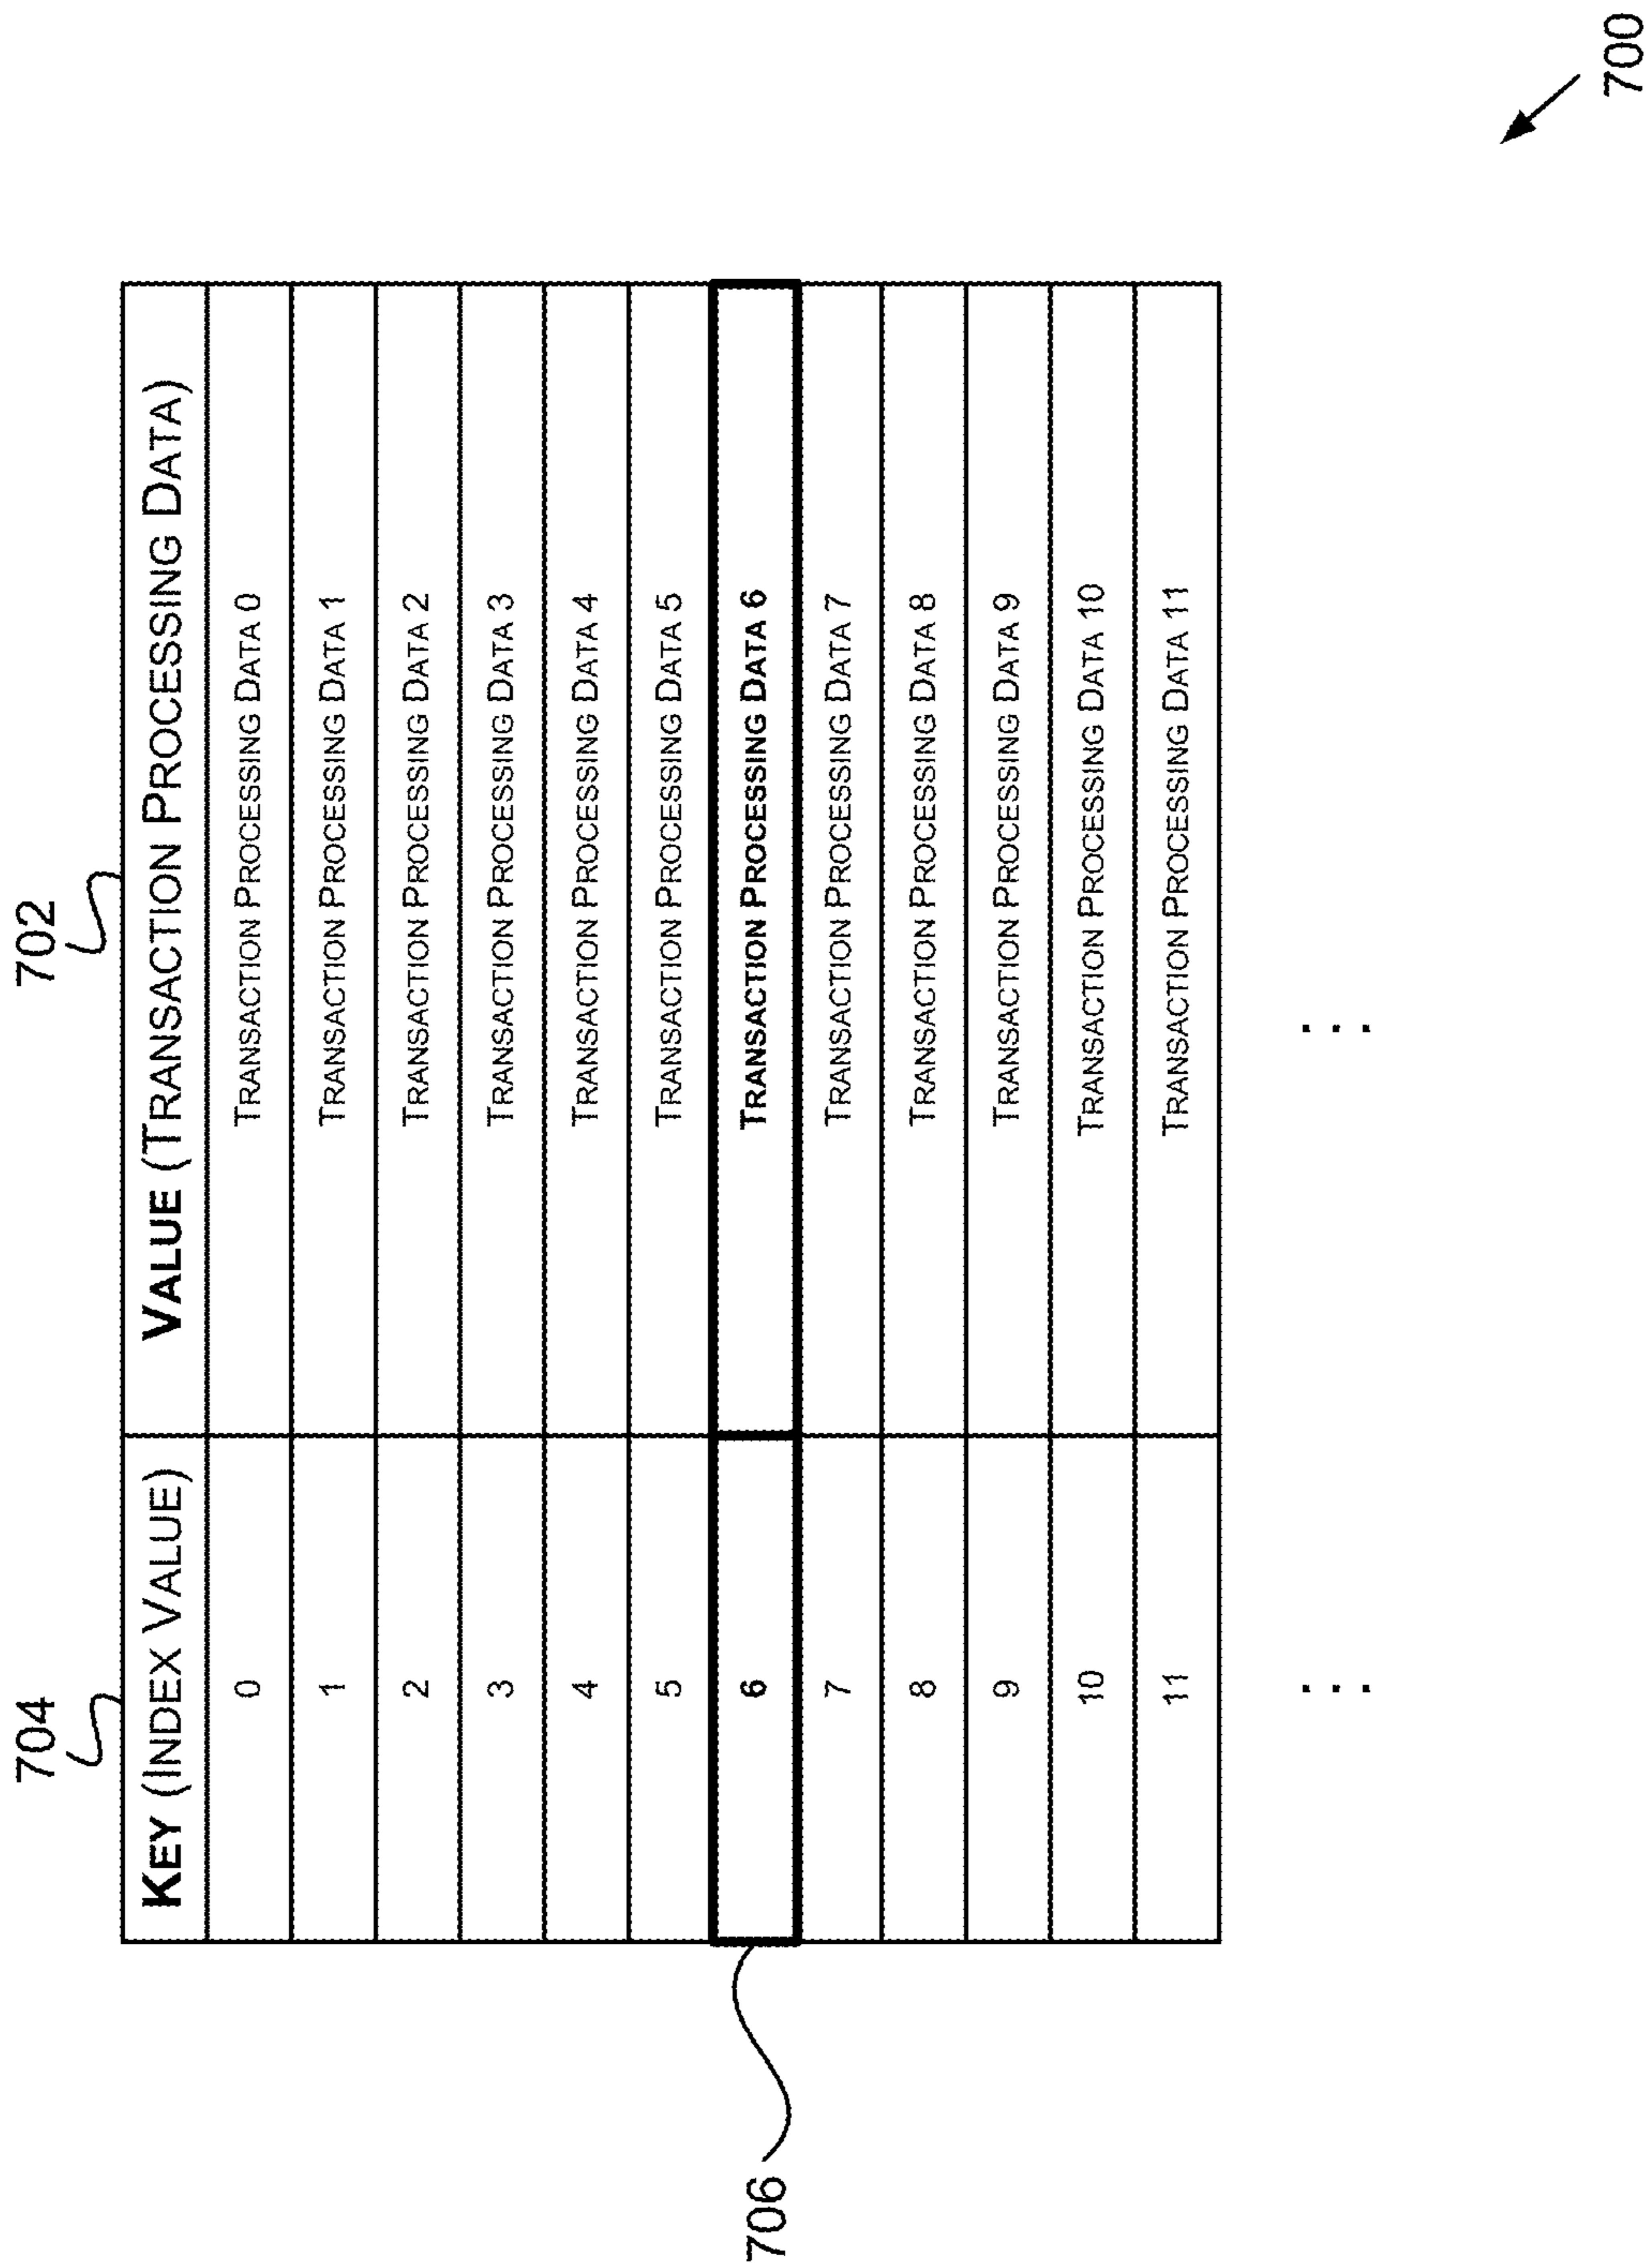 704 702
KEY (INDEX VALUE) VALUE (TRANSACTION PROCESSING DATA)
0 TRANSACTION PROCESSING DATA 0
1 TRANSACTION PROCESSING DATA 1
2 TRANSACTION PROCESSING DATA 2
3 TRANSACTION PROCESSING DATA 3
4 TRANSACTION PROCESSING DATA 4
5 TRANSACTION PROCESSING DATA 5
706 6 TRANSACTION PROCESSING DATA 6
7 TRANSACTION PROCESSING DATA 7
8 TRANSACTION PROCESSING DATA 8
9 TRANSACTION PROCESSING DATA 9
10 TRANSACTION PROCESSING DATA 10
11 TRANSACTION PROCESSING DATA 11
⋮ ⋮
700